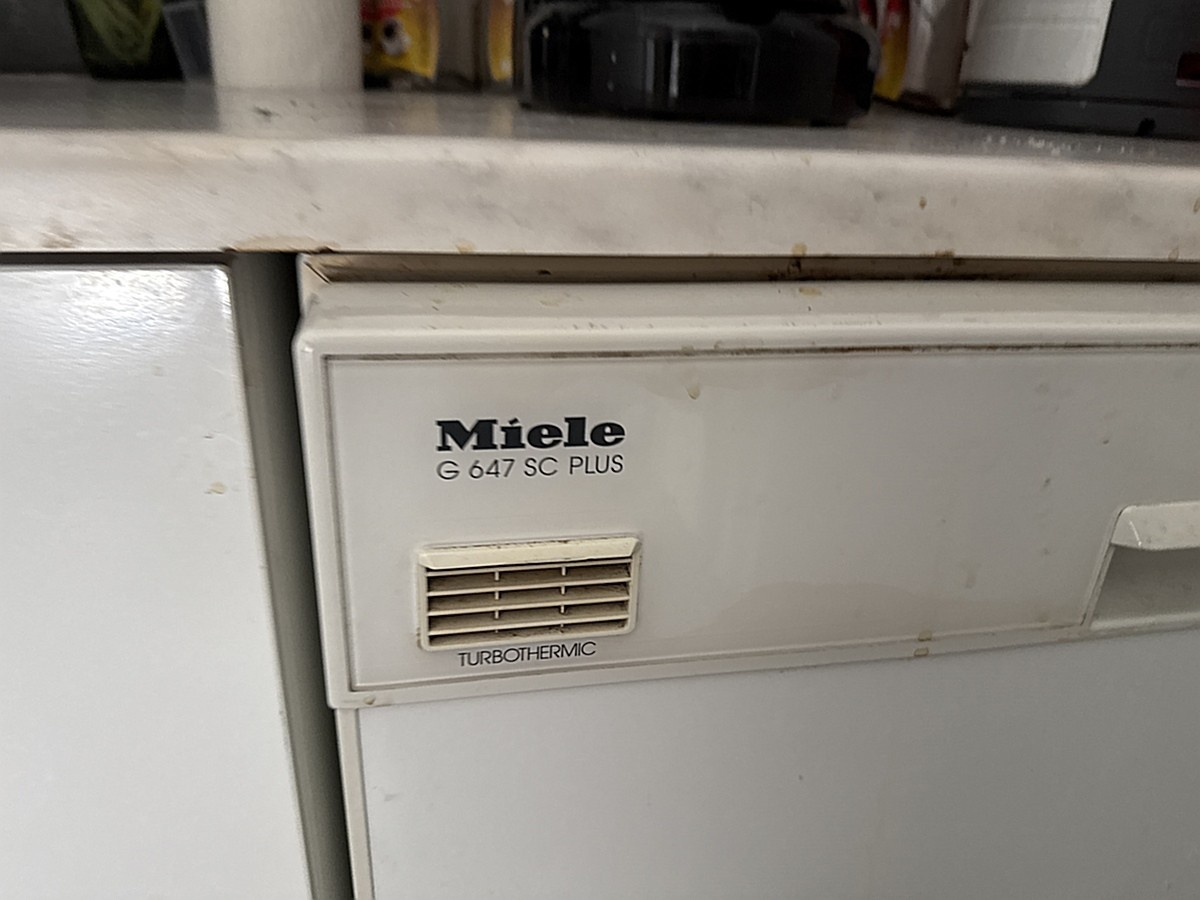 Miele
G 647 SC PLUS
TURBOTHERMIC